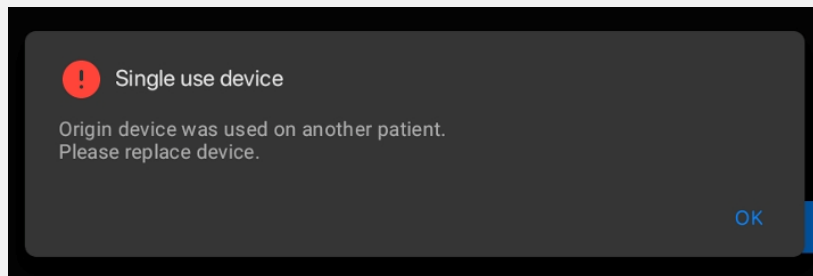 Single use device
Origin device was used on another patient.
Please replace device.
OK